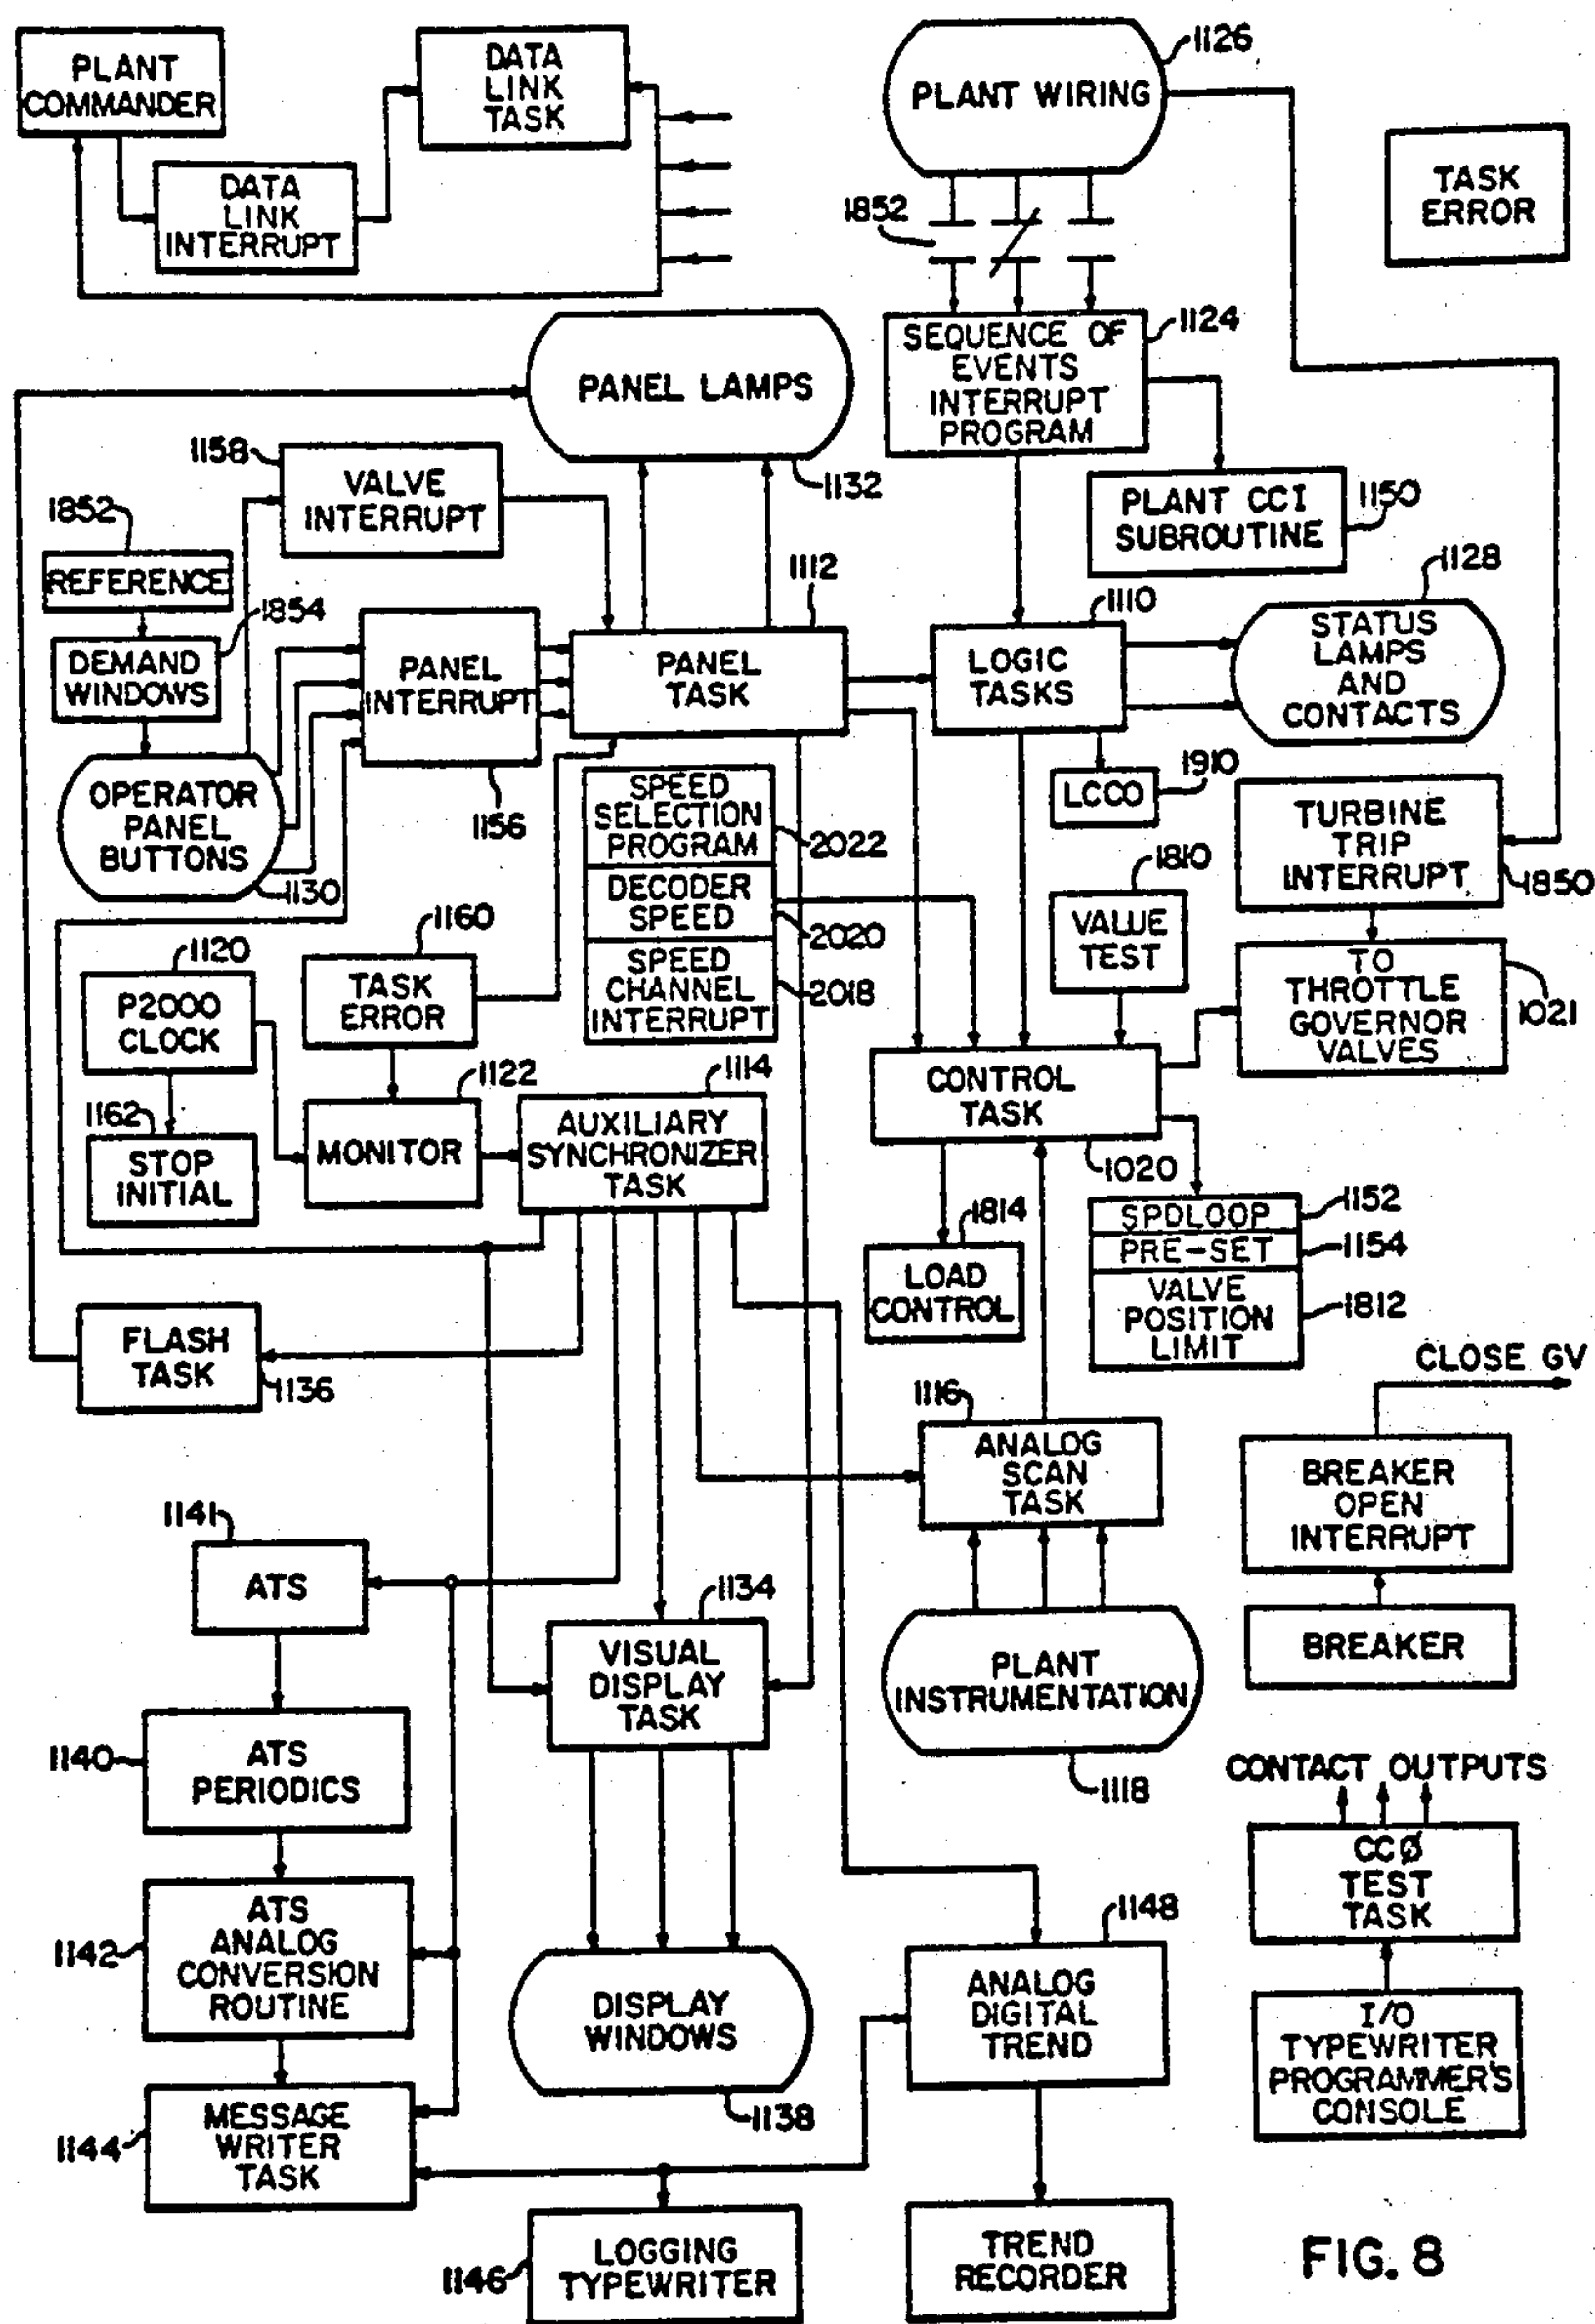 PLANT
COMMANDER
DATA
LINK
TASK
DATA
LINK
INTERRUPT
PLANT WIRING
1126
TASK
ERROR
1852
SEQUENCE OF
EVENTS
INTERRUPT
PROGRAM
1124
PANEL LAMPS
1132
1158
VALVE
INTERRUPT
PLANT CCI
SUBROUTINE
1150
1852
REFERENCE
1854
DEMAND
WINDOWS
PANEL
INTERRUPT
1156
1112
PANEL
TASK
1110
LOGIC
TASKS
1128
STATUS
LAMPS
AND
CONTACTS
OPERATOR
PANEL
BUTTONS
1130
SPEED
SELECTION
PROGRAM
2022
DECODER
SPEED
2020
SPEED
CHANNEL
INTERRUPT
2018
LCCO
1910
1810
VALUE
TEST
TURBINE
TRIP
INTERRUPT
1850
TO
THROTTLE
GOVERNOR
VALVES
1021
1120
P2000
CLOCK
1160
TASK
ERROR
1162
STOP
INITIAL
1122
MONITOR
1114
AUXILIARY
SYNCHRONIZER
TASK
CONTROL
TASK
1020
1814
LOAD
CONTROL
SPDLOOP
1152
PRE-SET
1154
VALVE
POSITION
LIMIT
1812
FLASH
TASK
1136
CLOSE GV
1116
ANALOG
SCAN
TASK
BREAKER
OPEN
INTERRUPT
BREAKER
1141
ATS
1134
VISUAL
DISPLAY
TASK
PLANT
INSTRUMENTATION
1118
1140
ATS
PERIODICS
CONTACT OUTPUTS
CCØ
TEST
TASK
1142
ATS
ANALOG
CONVERSION
ROUTINE
DISPLAY
WINDOWS
1138
1148
ANALOG
DIGITAL
TREND
I/O
TYPEWRITER
PROGRAMMER'S
CONSOLE
1144
MESSAGE
WRITER
TASK
1146
LOGGING
TYPEWRITER
TREND
RECORDER
FIG. 8